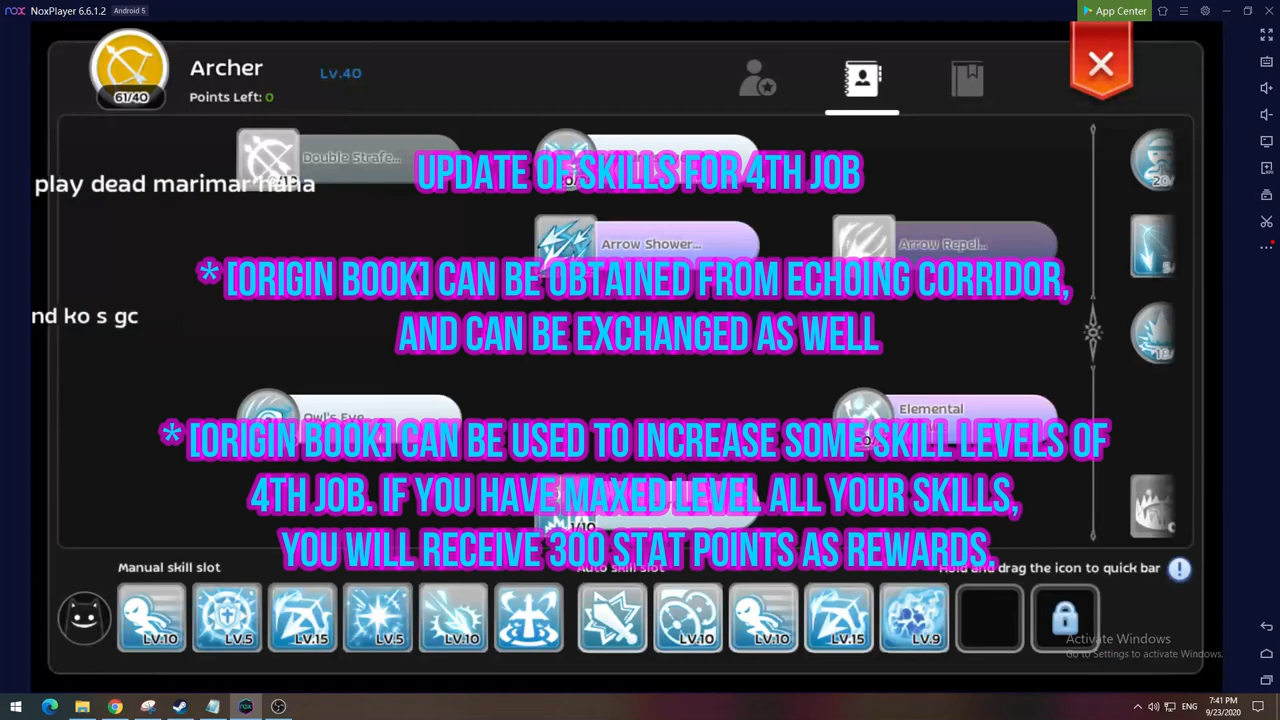 NoxPlayer 6.6.1.2 Android 5
App Center
Archer Lv.40
Points Left: 0
61/40
Double Strafe...
play dead marimar haha
UPDATE OF SKILLS FOR 4TH JOB
Arrow Shower...
Arrow Repel...
* [ORIGIN BOOK] CAN BE OBTAINED FROM ECHOING CORRIDOR,
AND CAN BE EXCHANGED AS WELL
nd ko s gc
Owl's Eye...
Elemental
* [ORIGIN BOOK] CAN BE USED TO INCREASE SOME SKILL LEVELS OF
4TH JOB. IF YOU HAVE MAXED LEVEL ALL YOUR SKILLS,
YOU WILL RECEIVE 300 STAT POINTS AS REWARDS.
Manual skill slot
Auto skill slot
Hold and drag the icon to quick bar
LV.10 LV.5 LV.15 LV.5 LV.10 LV.10 LV.10 LV.15 LV.9
Activate Windows
Go to Settings to activate Windows.
ENG
7:41 PM
9/23/2020